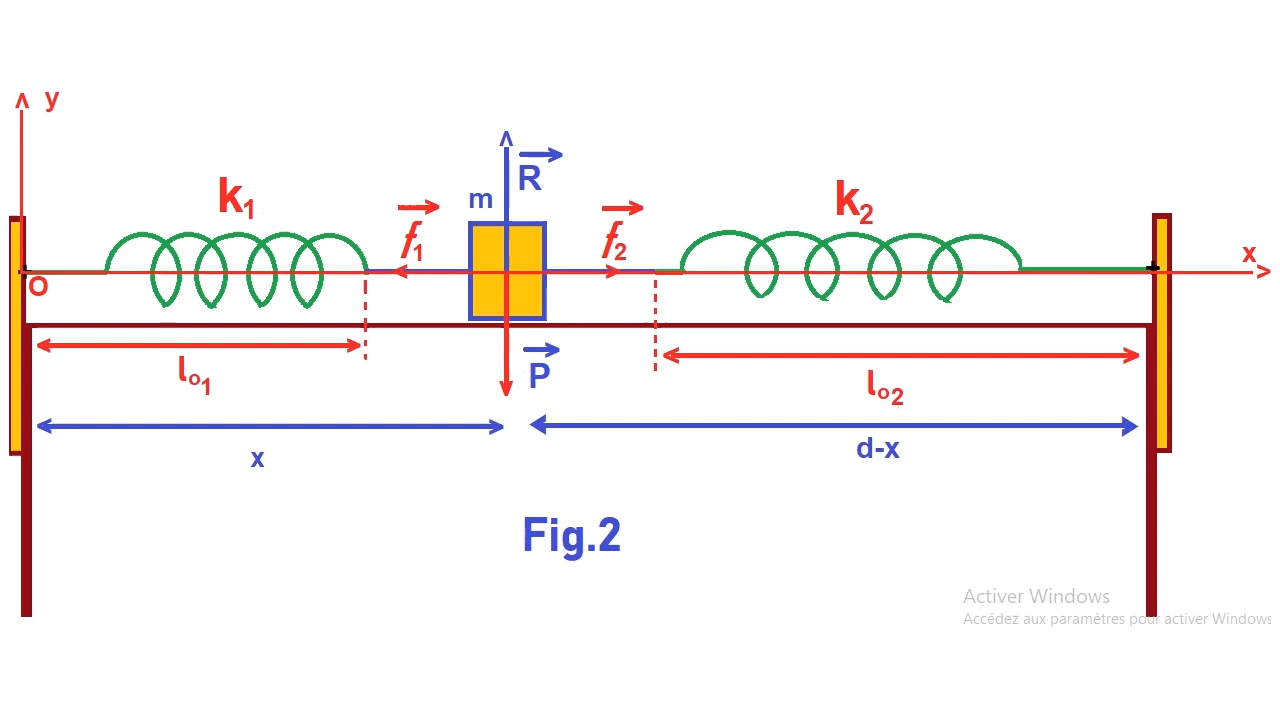 y
k1
m
R
k2
f1
f2
x
O
P
lo1
lo2
x
d-x
Fig.2
Activer Windows
Accédez aux paramètres pour activer Windows